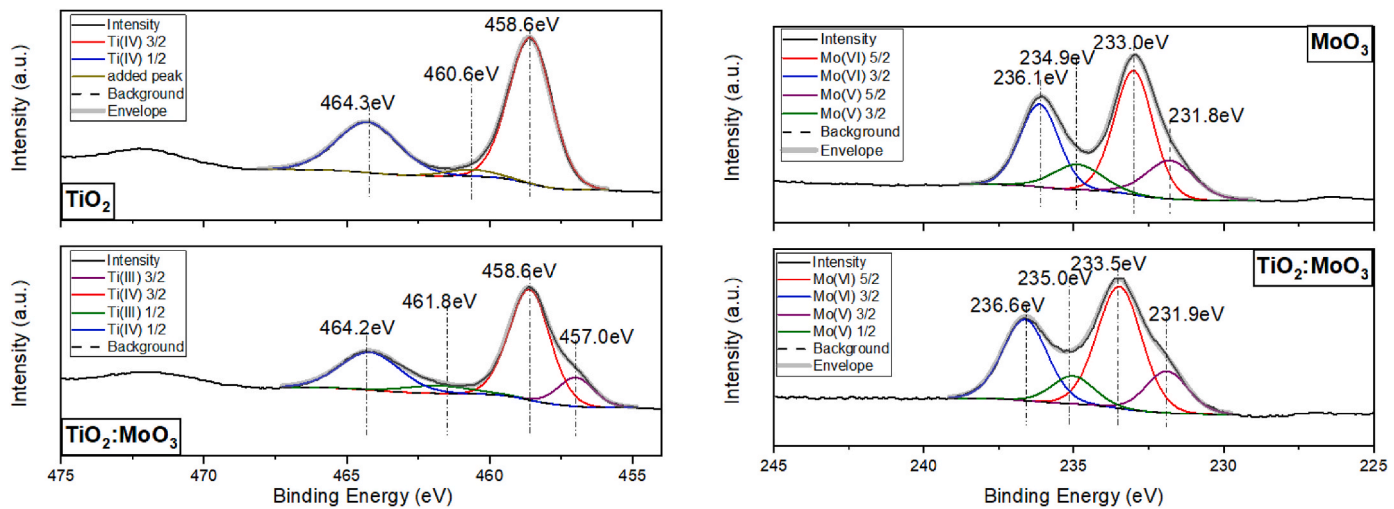 Intensity (a.u.)
Intensity
Ti(IV) 3/2
Ti(IV) 1/2
added peak
Background
Envelope
458.6eV
460.6eV
464.3eV
TiO2
Intensity (a.u.)
Intensity
Ti(III) 3/2
Ti(IV) 3/2
Ti(III) 1/2
Ti(IV) 1/2
Background
Envelope
458.6eV
461.8eV
464.2eV
457.0eV
TiO2:MoO3
475 470 465 460 455
Binding Energy (eV)
Intensity (a.u.)
Intensity
Mo(VI) 5/2
Mo(VI) 3/2
Mo(V) 5/2
Mo(V) 3/2
Background
Envelope
234.9eV
233.0eV
236.1eV
231.8eV
MoO3
Intensity (a.u.)
Intensity
Mo(VI) 5/2
Mo(VI) 3/2
Mo(V) 3/2
Mo(V) 1/2
Background
Envelope
233.5eV
235.0eV
236.6eV
231.9eV
TiO2:MoO3
245 240 235 230 225
Binding Energy (eV)